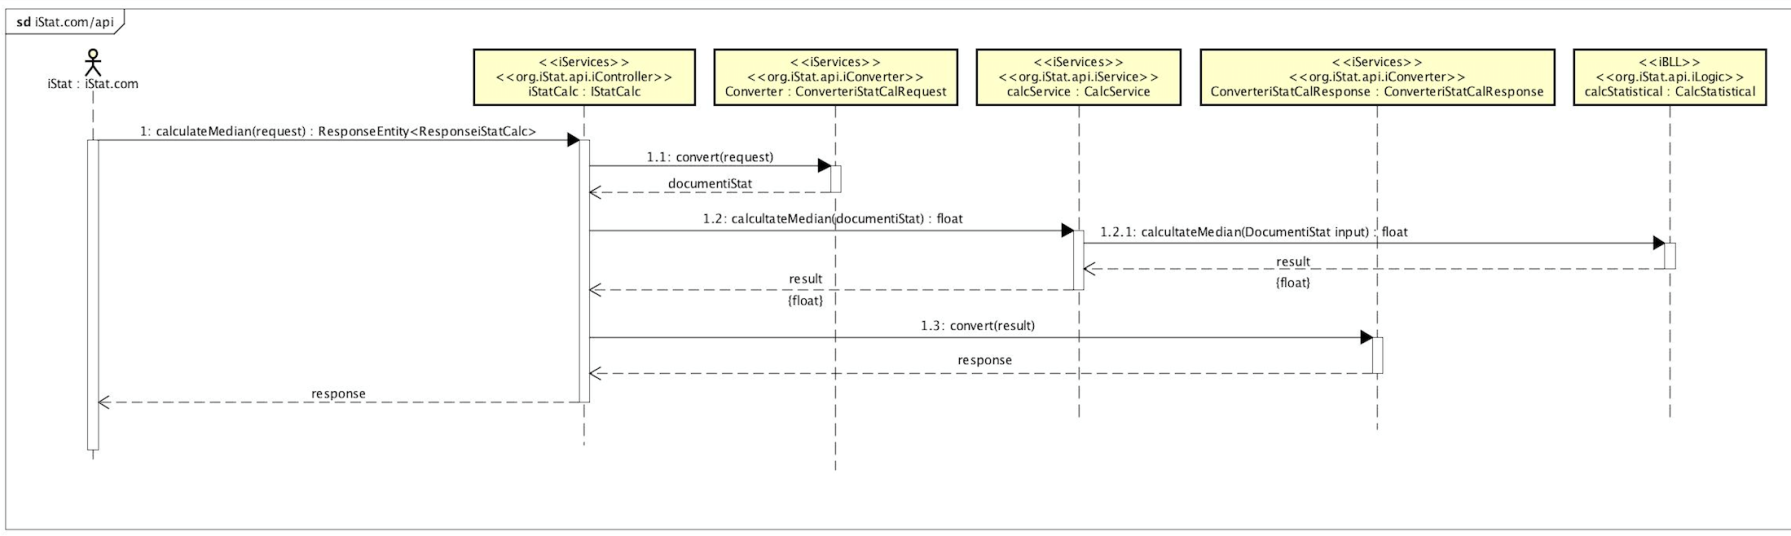 sd iStat.com/api
iStat : iStat.com
<<iServices>>
<<org.iStat.api.iController>>
iStatCalc : IStatCalc
<<iServices>>
<<org.iStat.api.iConverter>>
Converter : ConverteriStatCalRequest
<<iServices>>
<<org.iStat.api.iService>>
calcService : CalcService
<<iServices>>
<<org.iStat.api.iConverter>>
ConverteriStatCalResponse : ConverteriStatCalResponse
<<iBLL>>
<<org.iStat.api.iLogic>>
calcStatistical : CalcStatistical
1: calculateMedian(request) : ResponseEntity<ResponseiStatCalc>
1.1: convert(request)
documentiStat
1.2: calcultateMedian(documentiStat) : float
1.2.1: calcultateMedian(DocumentiStat input) : float
result
{float}
result
{float}
1.3: convert(result)
response
response